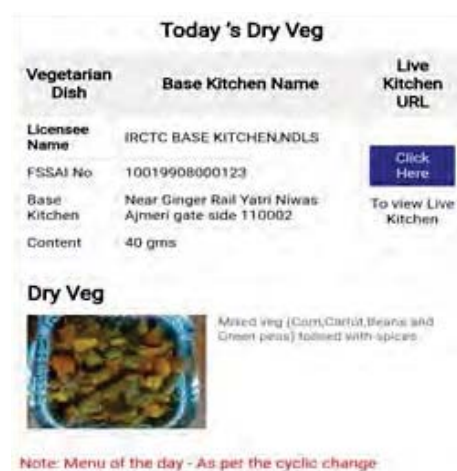 Today 's Dry Veg
Vegetarian Dish
Base Kitchen Name
Live Kitchen URL
Licensee Name
IRCTC BASE KITCHEN,NDLS
Click Here
FSSAI No
10019908000123
Base Kitchen
Near Ginger Rail Yatri Niwas
Ajmeri gate side 110002
To view Live Kitchen
Content
40 gms
Dry Veg
Mixed veg (Corn,Carrot,Beans and
Green peas) tossed with spices
Note: Menu of the day - As per the cyclic change